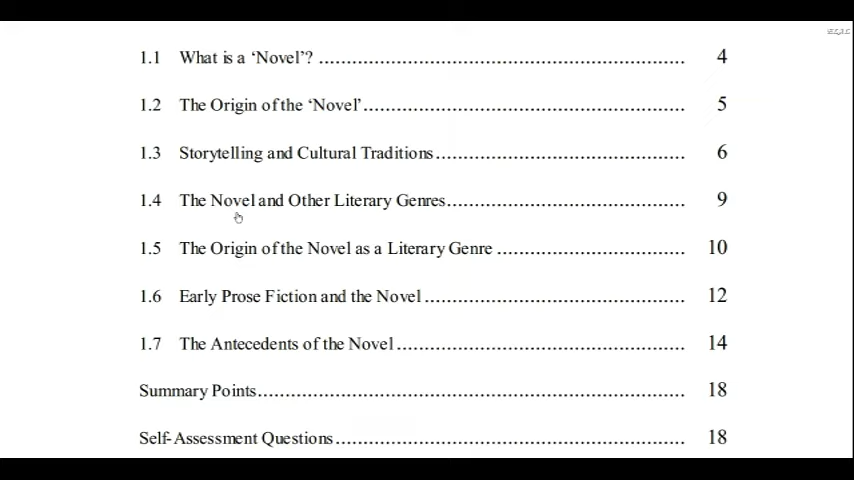 1.1 What is a ‘Novel’? ........................................................................ 4
1.2 The Origin of the ‘Novel’ ............................................................... 5
1.3 Storytelling and Cultural Traditions ................................................ 6
1.4 The Novel and Other Literary Genres .............................................. 9
1.5 The Origin of the Novel as a Literary Genre .................................... 10
1.6 Early Prose Fiction and the Novel .................................................. 12
1.7 The Antecedents of the Novel ........................................................ 14
Summary Points ................................................................................ 18
Self-Assessment Questions ................................................................ 18